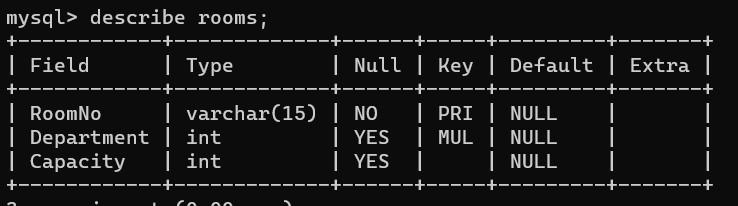 mysql> describe rooms;
+------------+-------------+------+-----+---------+-------+
| Field      | Type        | Null | Key | Default | Extra |
+------------+-------------+------+-----+---------+-------+
| RoomNo     | varchar(15) | NO   | PRI | NULL    |       |
| Department | int         | YES  | MUL | NULL    |       |
| Capacity   | int         | YES  |     | NULL    |       |
+------------+-------------+------+-----+---------+-------+